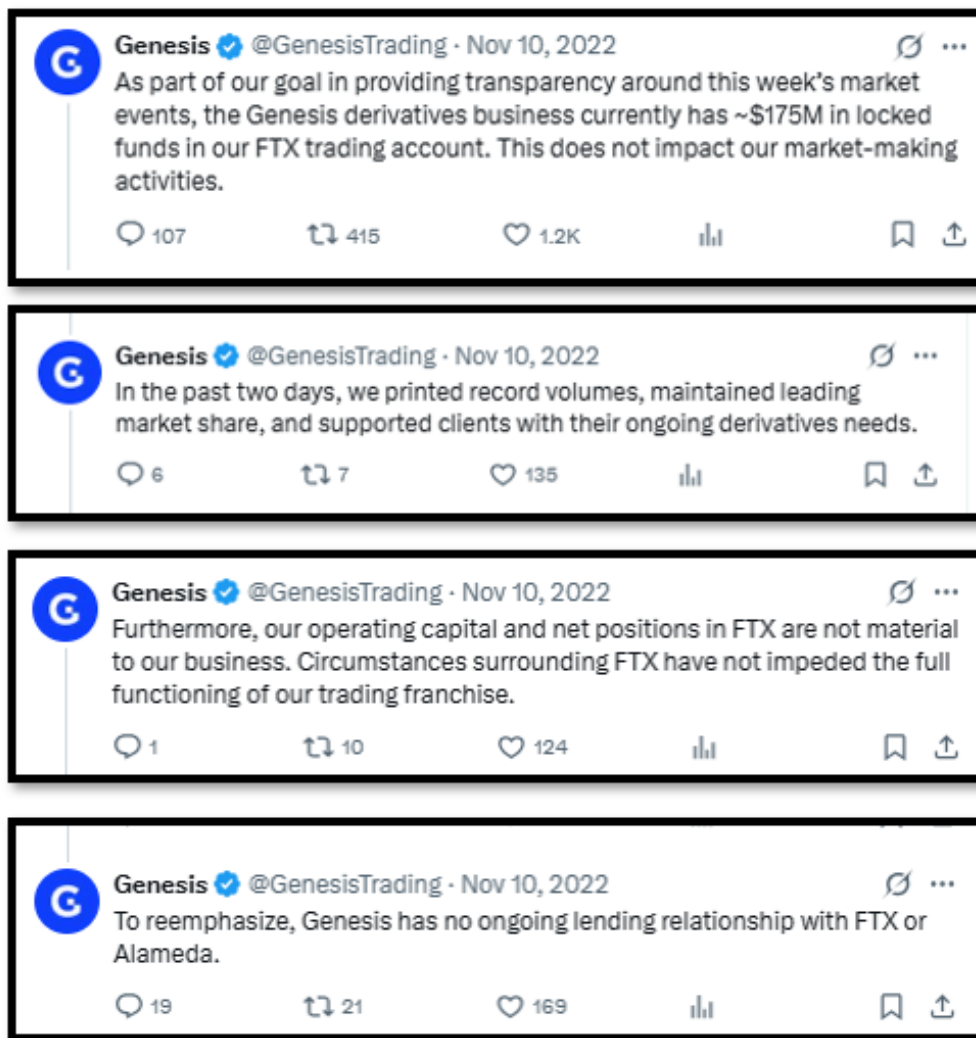 Genesis @GenesisTrading · Nov 10, 2022
As part of our goal in providing transparency around this week's market
events, the Genesis derivatives business currently has ~$175M in locked
funds in our FTX trading account. This does not impact our market-making
activities.
107 415 1.2K
Genesis @GenesisTrading · Nov 10, 2022
In the past two days, we printed record volumes, maintained leading
market share, and supported clients with their ongoing derivatives needs.
6 7 135
Genesis @GenesisTrading · Nov 10, 2022
Furthermore, our operating capital and net positions in FTX are not material
to our business. Circumstances surrounding FTX have not impeded the full
functioning of our trading franchise.
1 10 124
Genesis @GenesisTrading · Nov 10, 2022
To reemphasize, Genesis has no ongoing lending relationship with FTX or
Alameda.
19 21 169